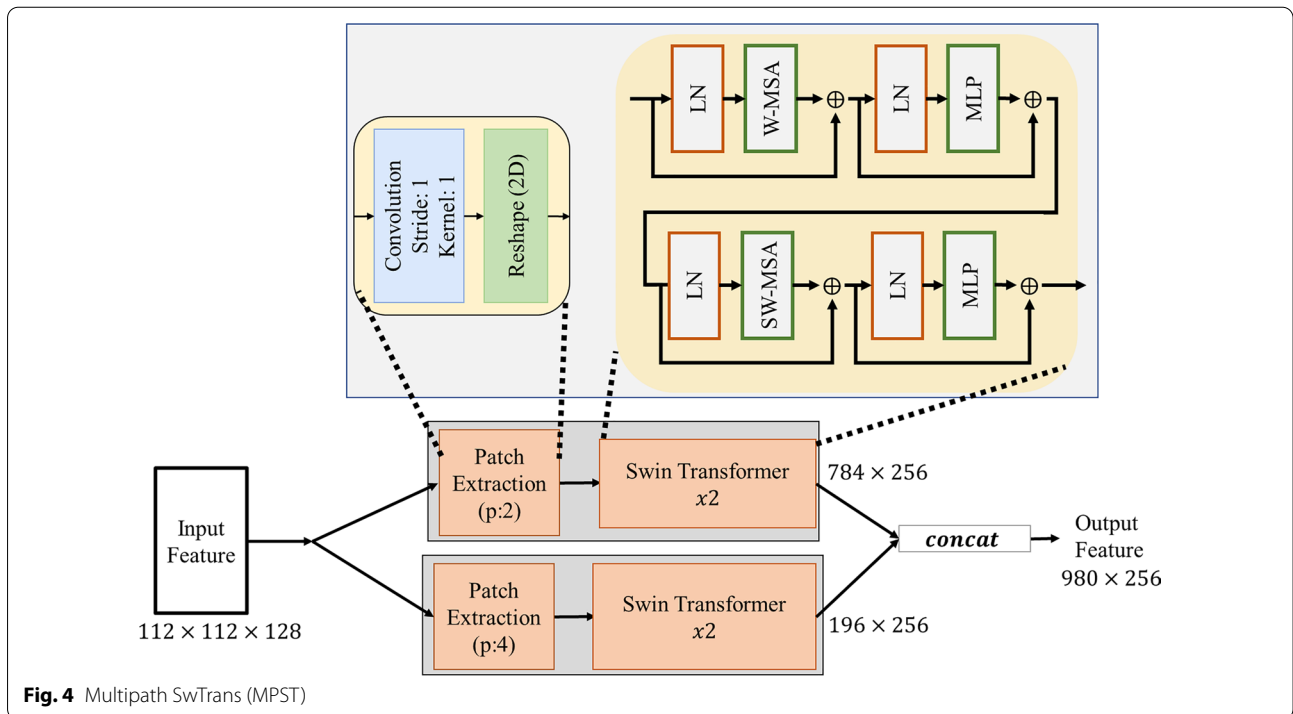 LN
W-MSA
⊕
LN
MLP
⊕
Convolution
Stride: 1
Kernel: 1
Reshape (2D)
LN
SW-MSA
⊕
LN
MLP
⊕
Input
Feature
112 × 112 × 128
Patch
Extraction
(p:2)
Swin Transformer
x2
784 × 256
Patch
Extraction
(p:4)
Swin Transformer
x2
196 × 256
concat
Output
Feature
980 × 256
Fig. 4 Multipath SwTrans (MPST)